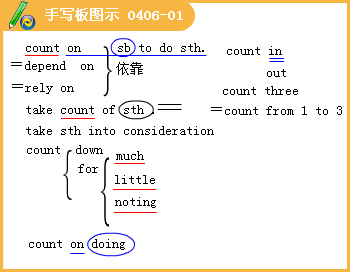 手写板图示 0406-01
count on sb to do sth.
=depend on 依靠
=rely on
take count of sth. =
take sth into consideration
count down
for much
little
noting
count on doing
count in
out
count three
=count from 1 to 3